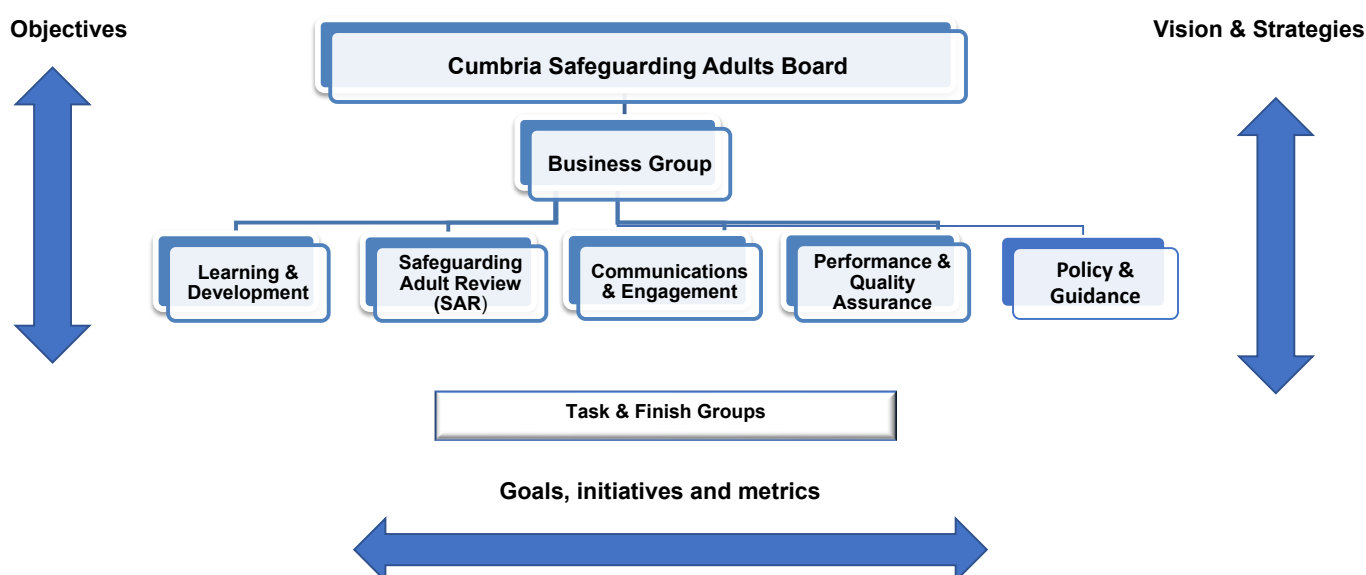 Objectives
Vision & Strategies
Cumbria Safeguarding Adults Board
Business Group
Learning &
Development
Safeguarding
Adult Review
(SAR)
Communications
& Engagement
Performance &
Quality
Assurance
Policy &
Guidance
Task & Finish Groups
Goals, initiatives and metrics